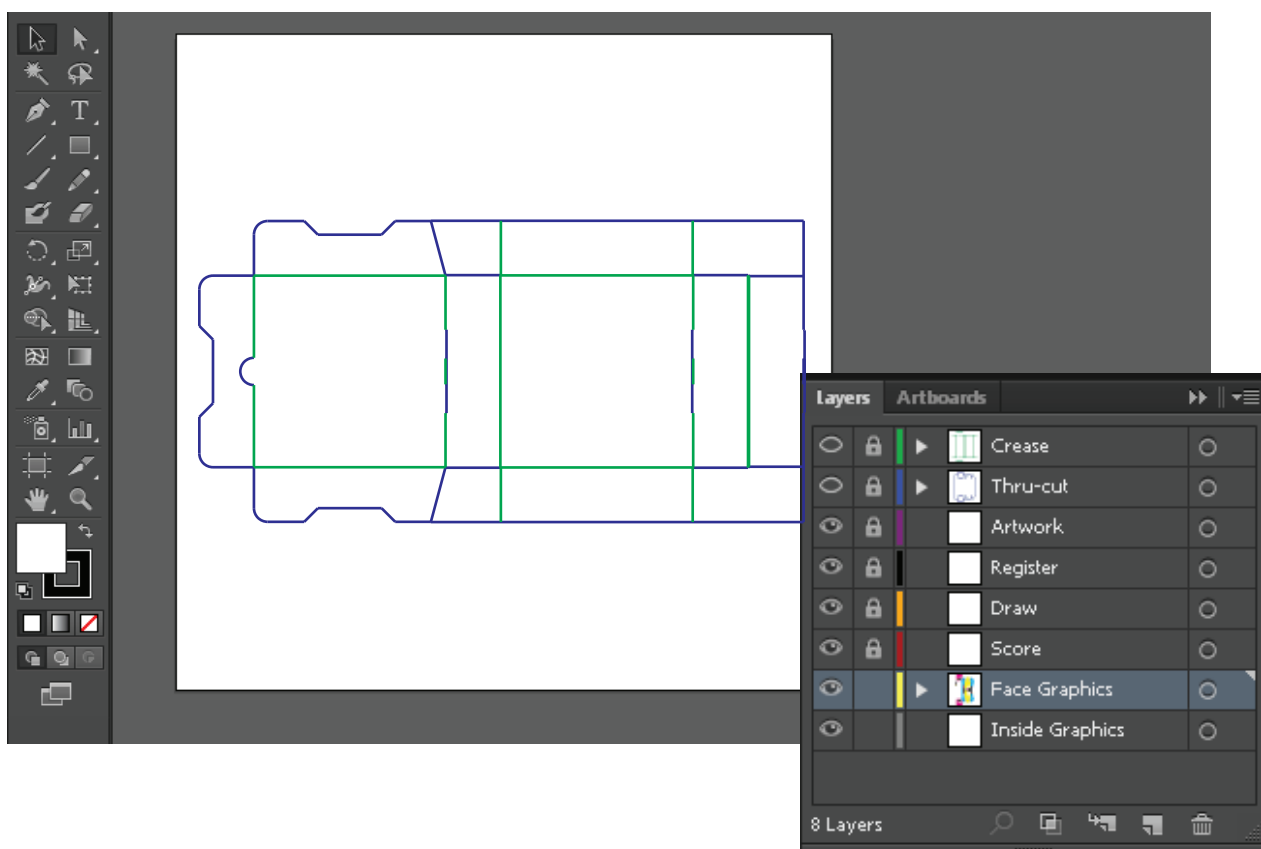 T
Layers Artboards
Crease
Thru-cut
Artwork
Register
Draw
Score
Face Graphics
Inside Graphics
8 Layers